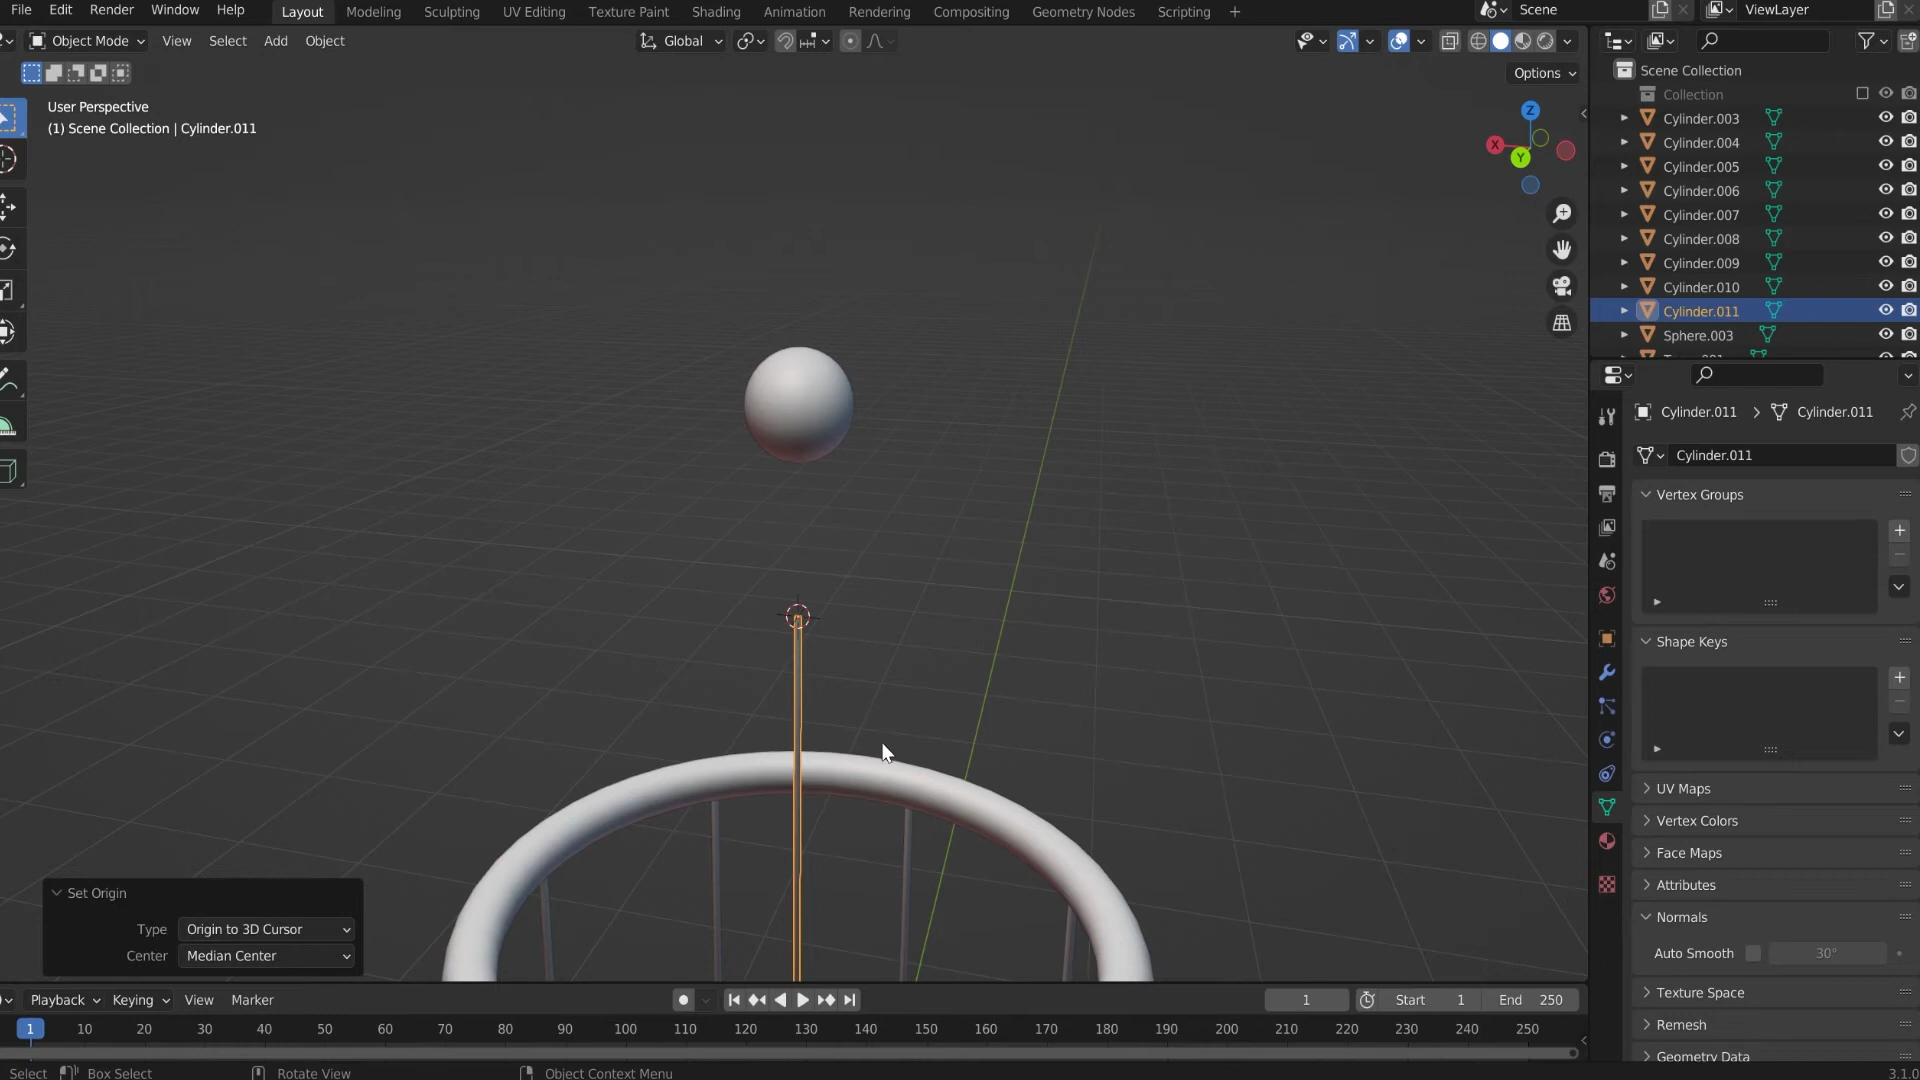 File Edit Render Window Help Layout Modeling Sculpting UV Editing Texture Paint Shading Animation Rendering Compositing Geometry Nodes Scripting + Scene ViewLayer
Object Mode View Select Add Object Global
Options
User Perspective
(1) Scene Collection | Cylinder.011
Z
X
Y
Scene Collection
Collection
Cylinder.003
Cylinder.004
Cylinder.005
Cylinder.006
Cylinder.007
Cylinder.008
Cylinder.009
Cylinder.010
Cylinder.011
Sphere.003
Cylinder.011 > Cylinder.011
Cylinder.011
Vertex Groups
Shape Keys
UV Maps
Vertex Colors
Face Maps
Attributes
Normals
Auto Smooth 30°
Texture Space
Remesh
Geometry Data
Set Origin
Type Origin to 3D Cursor
Center Median Center
Playback Keying View Marker 1 Start 1 End 250
1 10 20 30 40 50 60 70 80 90 100 110 120 130 140 150 160 170 180 190 200 210 220 230 240 250
Select Box Select Rotate View Object Context Menu 3.1.0